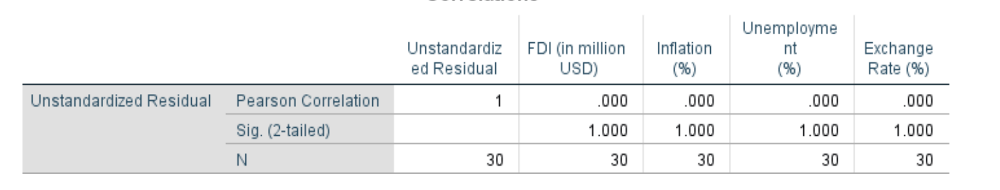 Unemployme
Unstandardiz FDI (in million Inflation nt Exchange
ed Residual USD) (%) (%) Rate (%)
Unstandardized Residual Pearson Correlation 1 .000 .000 .000 .000
Sig. (2-tailed) 1.000 1.000 1.000 1.000
N 30 30 30 30 30